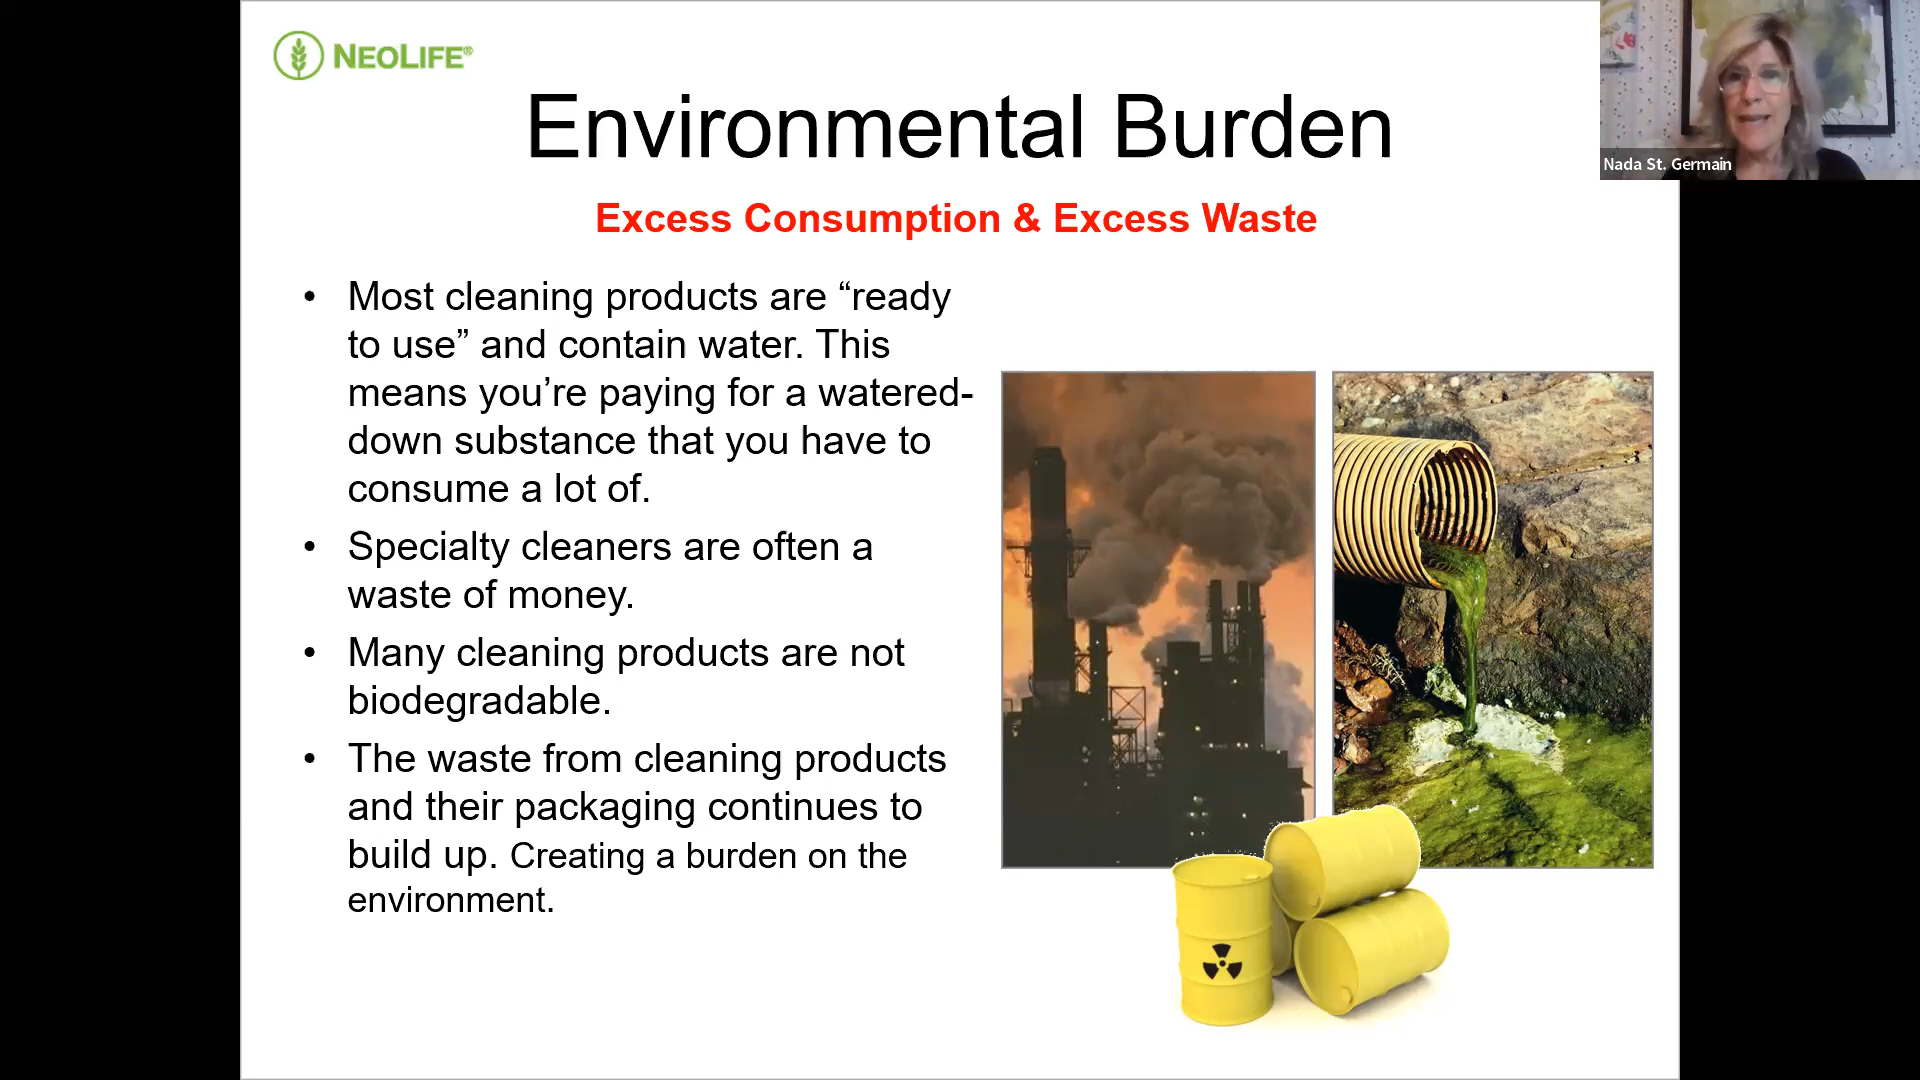 NEOLIFE®
Environmental Burden
Nada St. Germain
Excess Consumption & Excess Waste
• Most cleaning products are “ready
to use” and contain water. This
means you’re paying for a watered-
down substance that you have to
consume a lot of.
• Specialty cleaners are often a
waste of money.
• Many cleaning products are not
biodegradable.
• The waste from cleaning products
and their packaging continues to
build up. Creating a burden on the
environment.